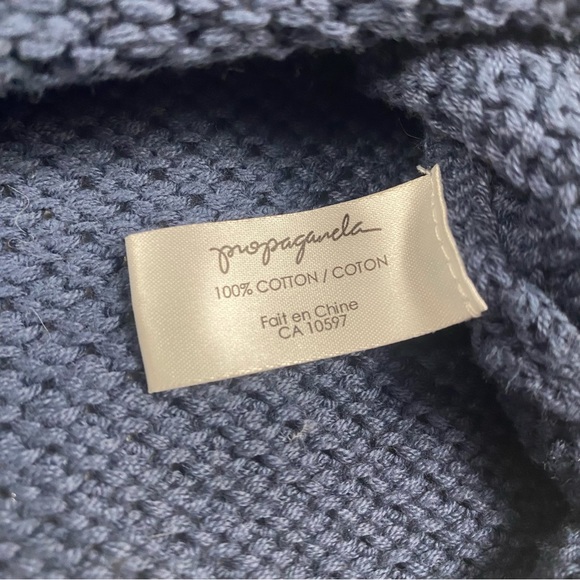 propaganda
100% COTTON / COTON
Fait en Chine
CA 10597